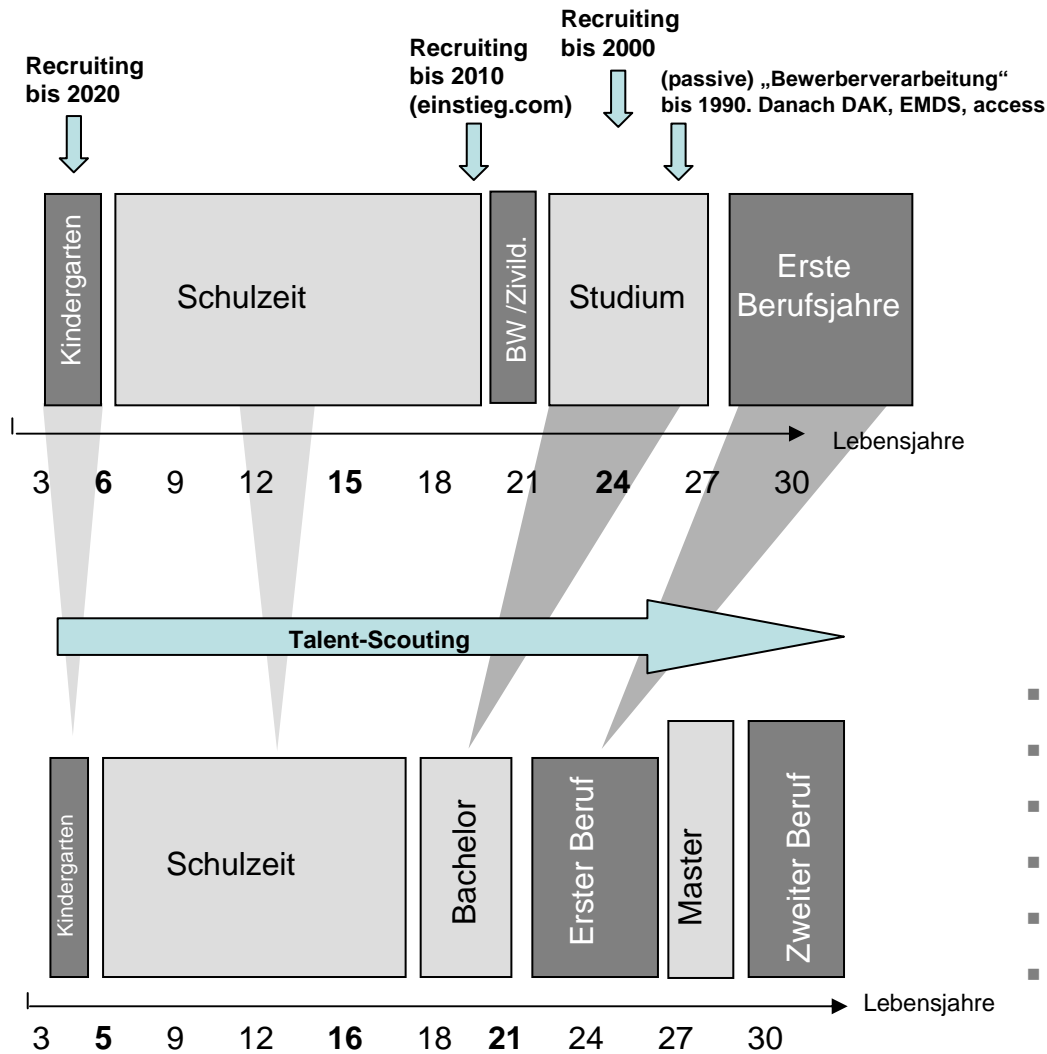 Recruiting
bis 2020
Recruiting
bis 2010
(einstieg.com)
Recruiting
bis 2000
(passive) „Bewerberverarbeitung“
bis 1990. Danach DAK, EMDS, access
Kindergarten
Schulzeit
BW /Zivild.
Studium
Erste
Berufsjahre
Lebensjahre
3 6 9 12 15 18 21 24 27 30
Talent-Scouting
Kindergarten
Schulzeit
Bachelor
Erster Beruf
Master
Zweiter Beruf
Lebensjahre
3 5 9 12 16 18 21 24 27 30